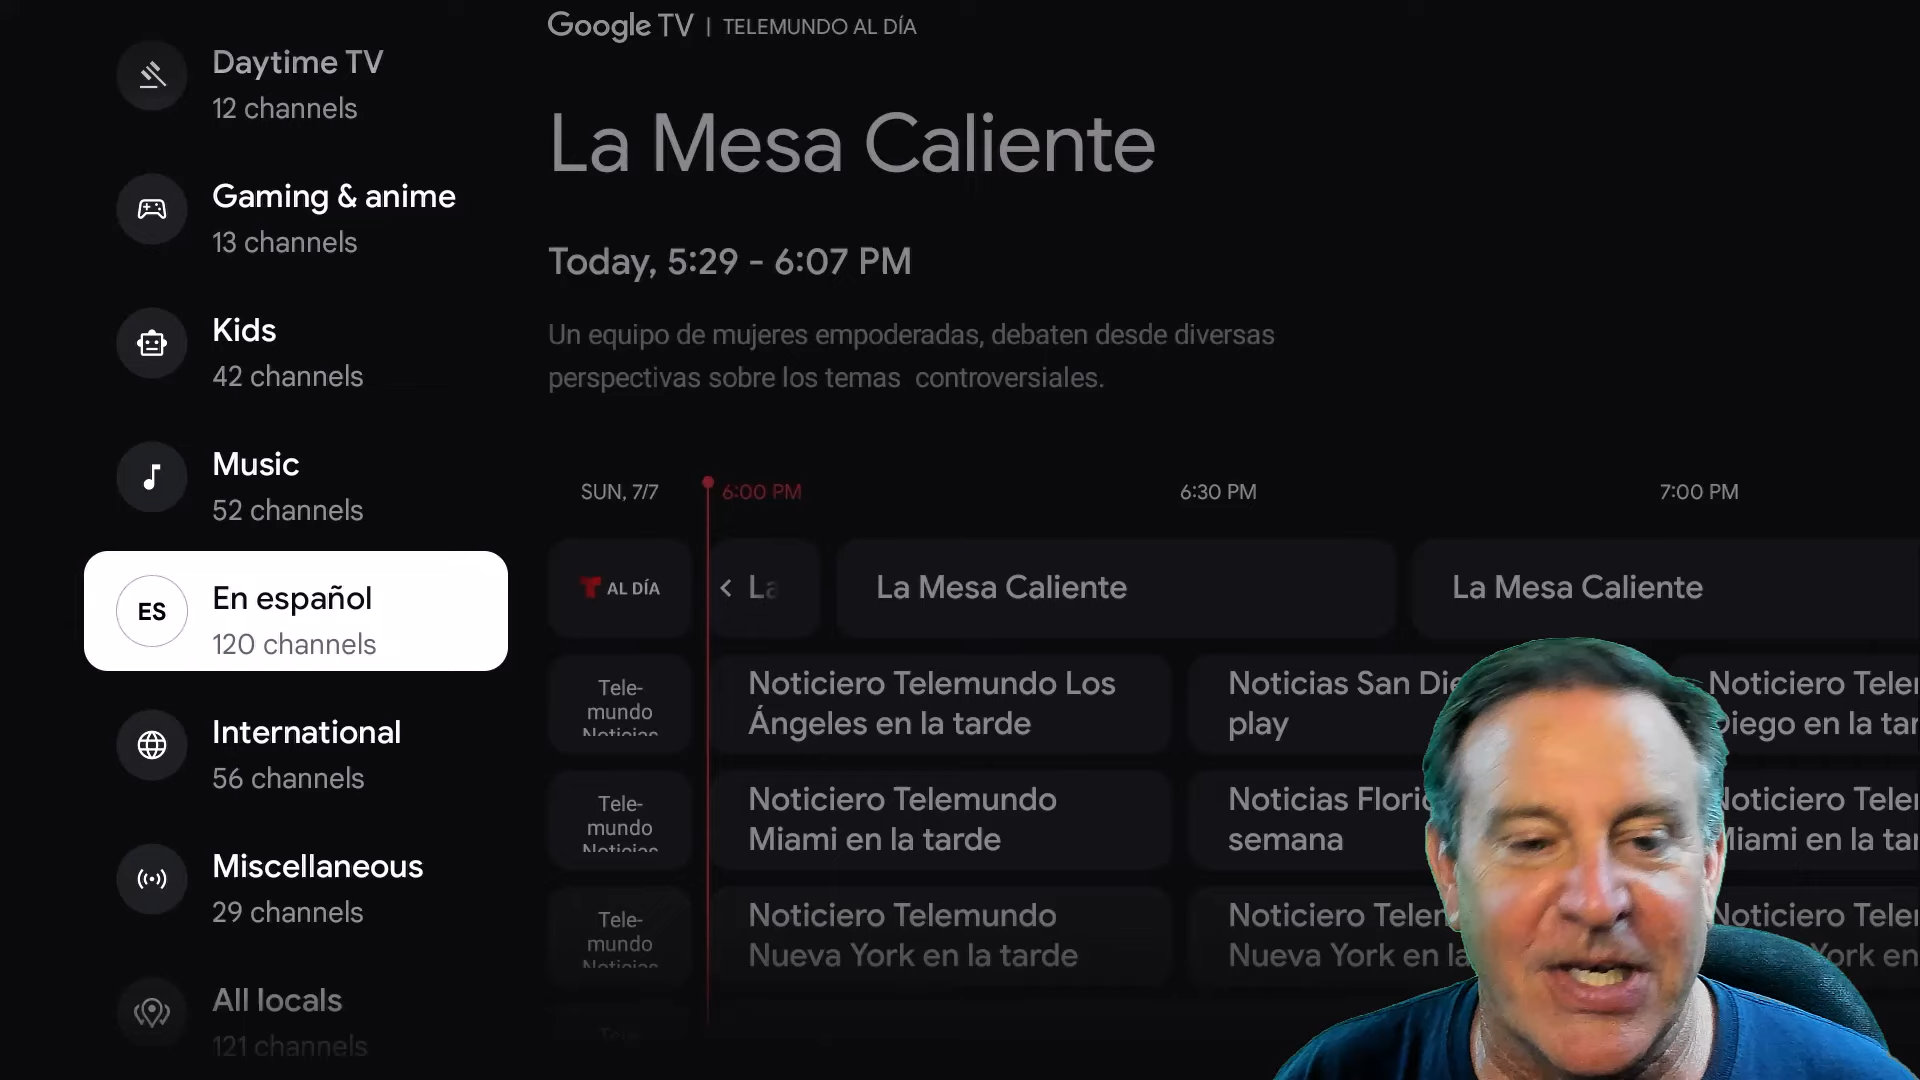 Daytime TV
12 channels
Gaming & anime
13 channels
Kids
42 channels
Music
52 channels
ES
En español
120 channels
International
56 channels
Miscellaneous
29 channels
All locals
121 channels
Google TV | TELEMUNDO AL DÍA
La Mesa Caliente
Today, 5:29 - 6:07 PM
Un equipo de mujeres empoderadas, debaten desde diversas
perspectivas sobre los temas controversiales.
SUN, 7/7 6:00 PM 6:30 PM 7:00 PM
AL DÍA < La La Mesa Caliente La Mesa Caliente
Tele-
mundo
Noticias
Noticiero Telemundo Los
Ángeles en la tarde
Noticias San Die
play
Noticiero Tele
Diego en la tar
Tele-
mundo
Noticias
Noticiero Telemundo
Miami en la tarde
Noticias Flori
semana
Noticiero Tele
Miami en la tar
Tele-
mundo
Noticias
Noticiero Telemundo
Nueva York en la tarde
Noticiero Tele
Nueva York en la
Noticiero Tele
York en
Tele-